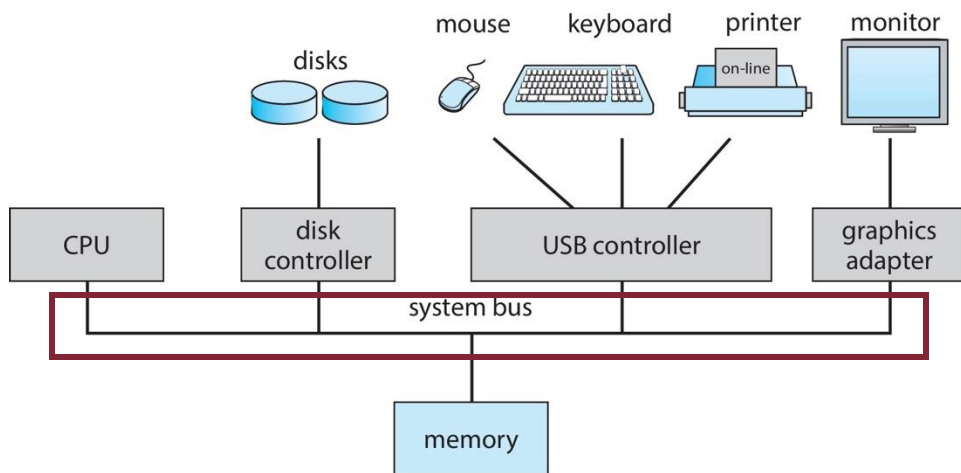 mouse
keyboard
printer
monitor
disks
on-line
CPU
disk
controller
USB controller
graphics
adapter
system bus
memory